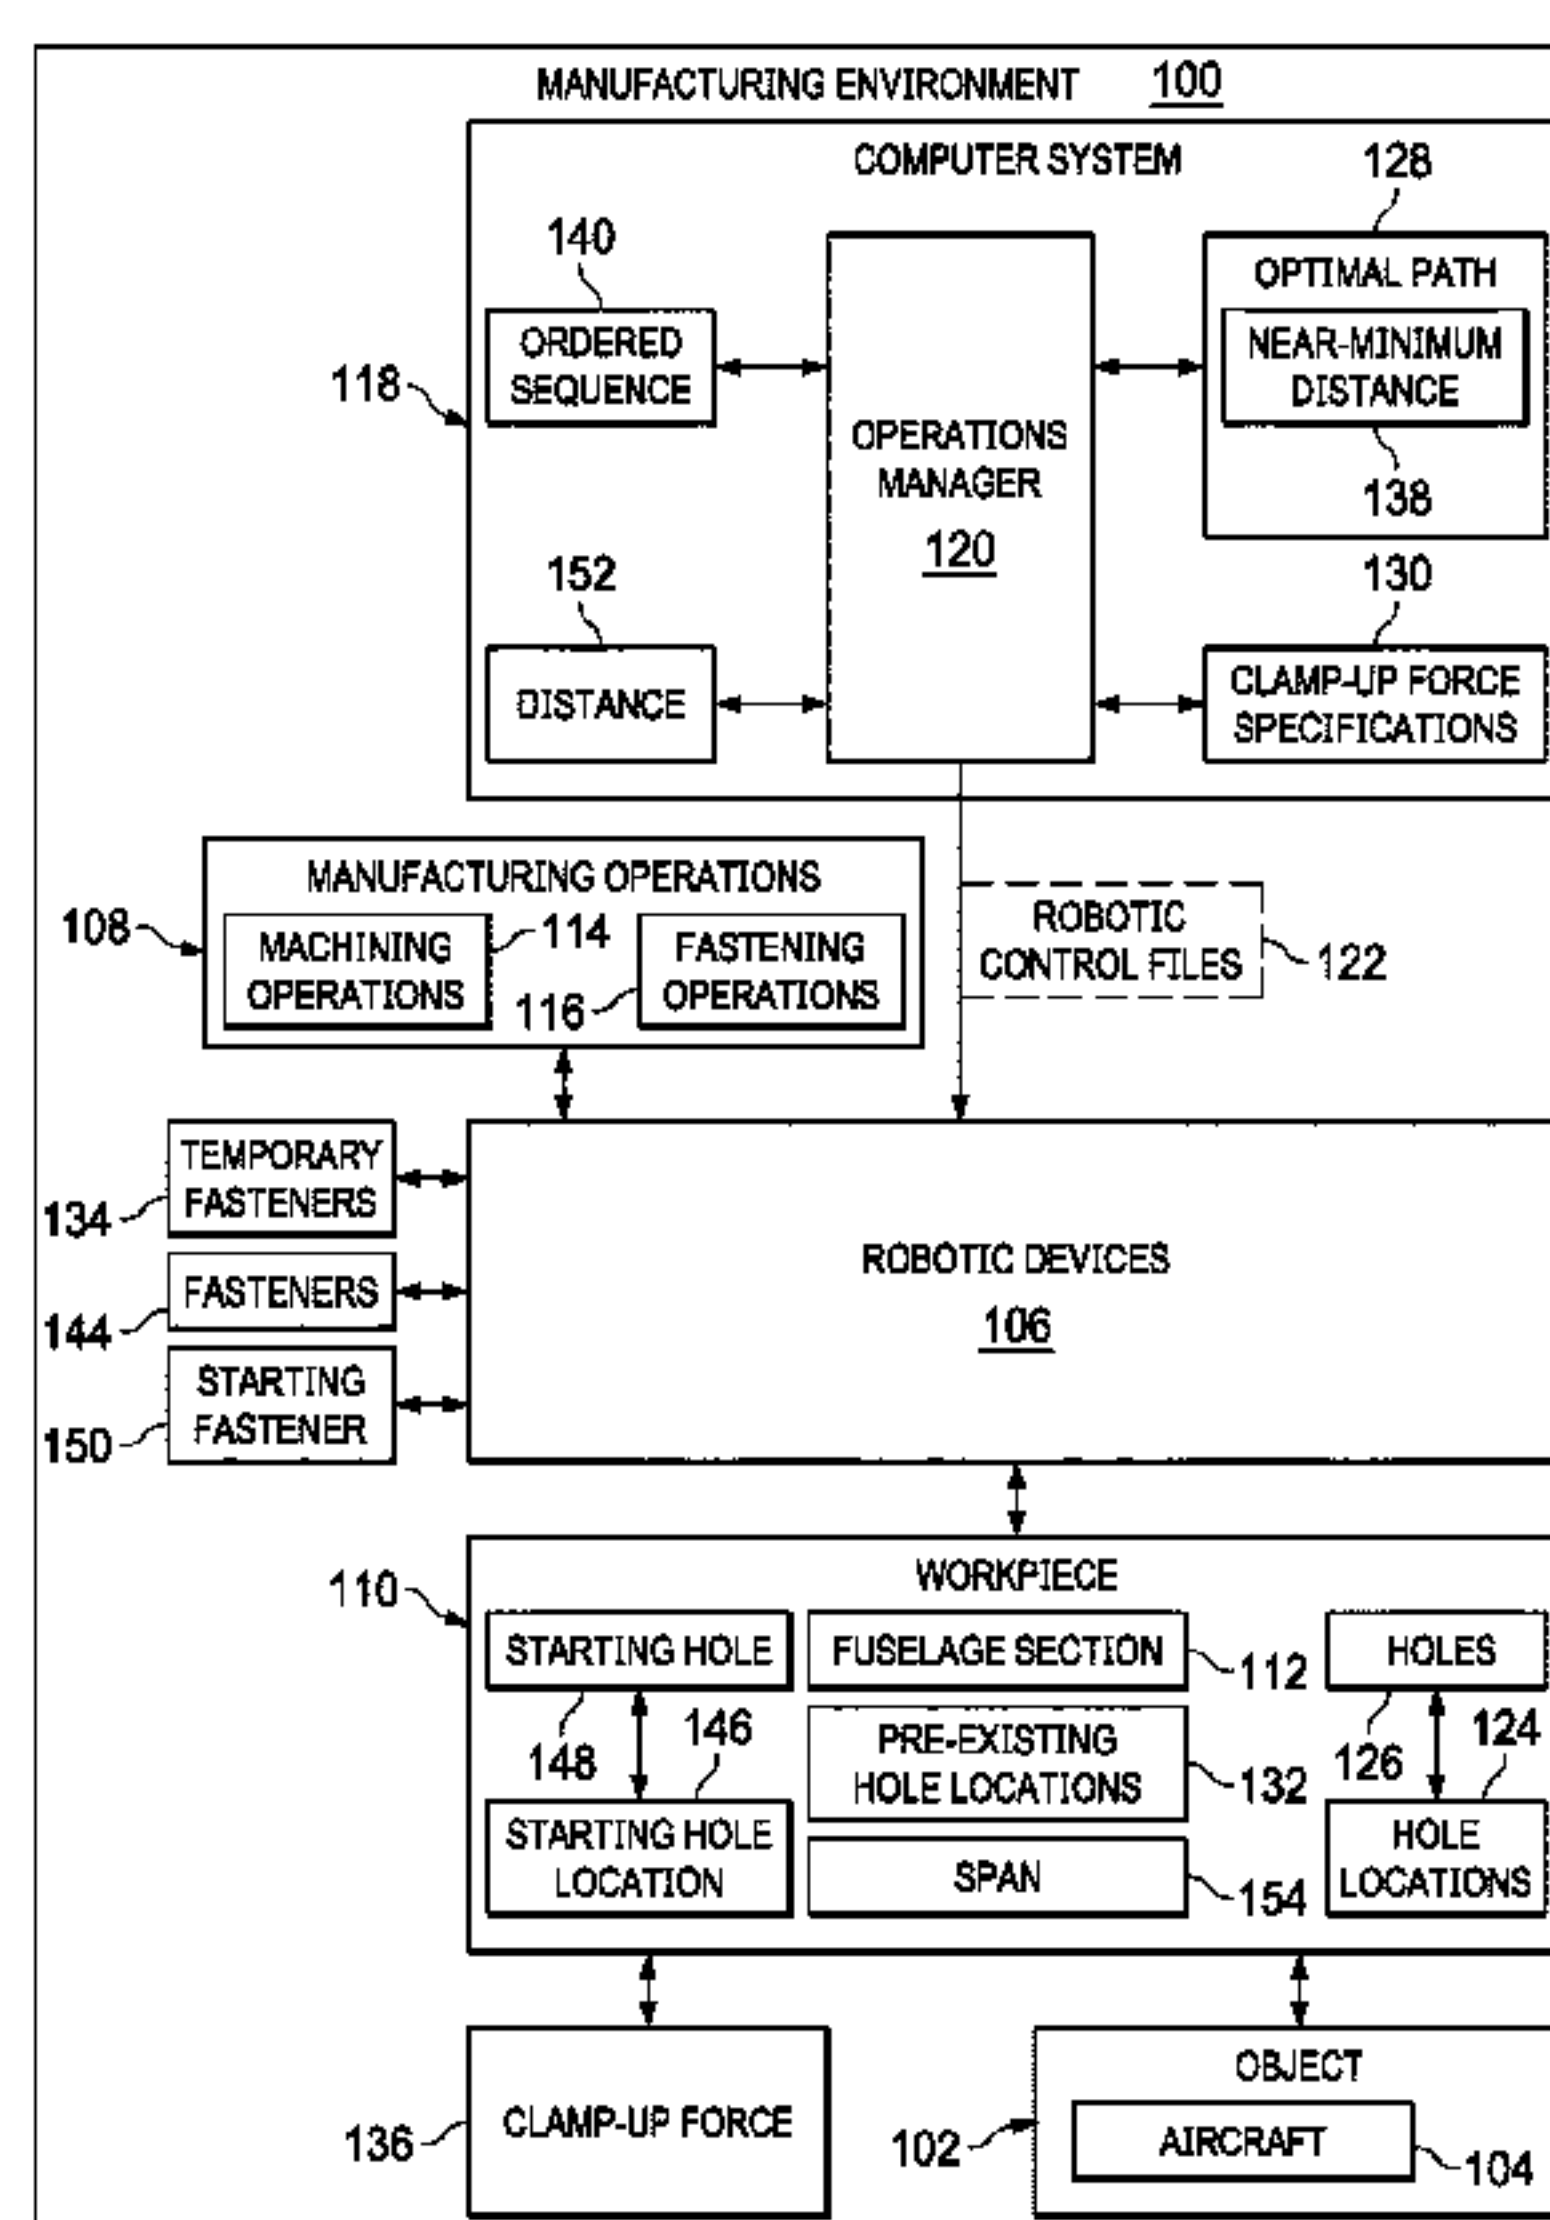 MANUFACTURING ENVIRONMENT 100
COMPUTER SYSTEM
128
140
OPTIMAL PATH
ORDERED
SEQUENCE
NEAR-MINIMUM
DISTANCE
118
OPERATIONS
MANAGER
120
138
152
130
DISTANCE
CLAMP-UP FORCE
SPECIFICATIONS
MANUFACTURING OPERATIONS
108
MACHINING
OPERATIONS
114
116
FASTENING
OPERATIONS
ROBOTIC
CONTROL FILES
122
TEMPORARY
FASTENERS
134
FASTENERS
144
STARTING
FASTENER
150
ROBOTIC DEVICES
106
WORKPIECE
110
STARTING HOLE
FUSELAGE SECTION
112
HOLES
148
146
PRE-EXISTING
HOLE LOCATIONS
132
126
124
STARTING HOLE
LOCATION
SPAN
154
HOLE
LOCATIONS
CLAMP-UP FORCE
136
OBJECT
102
AIRCRAFT
104